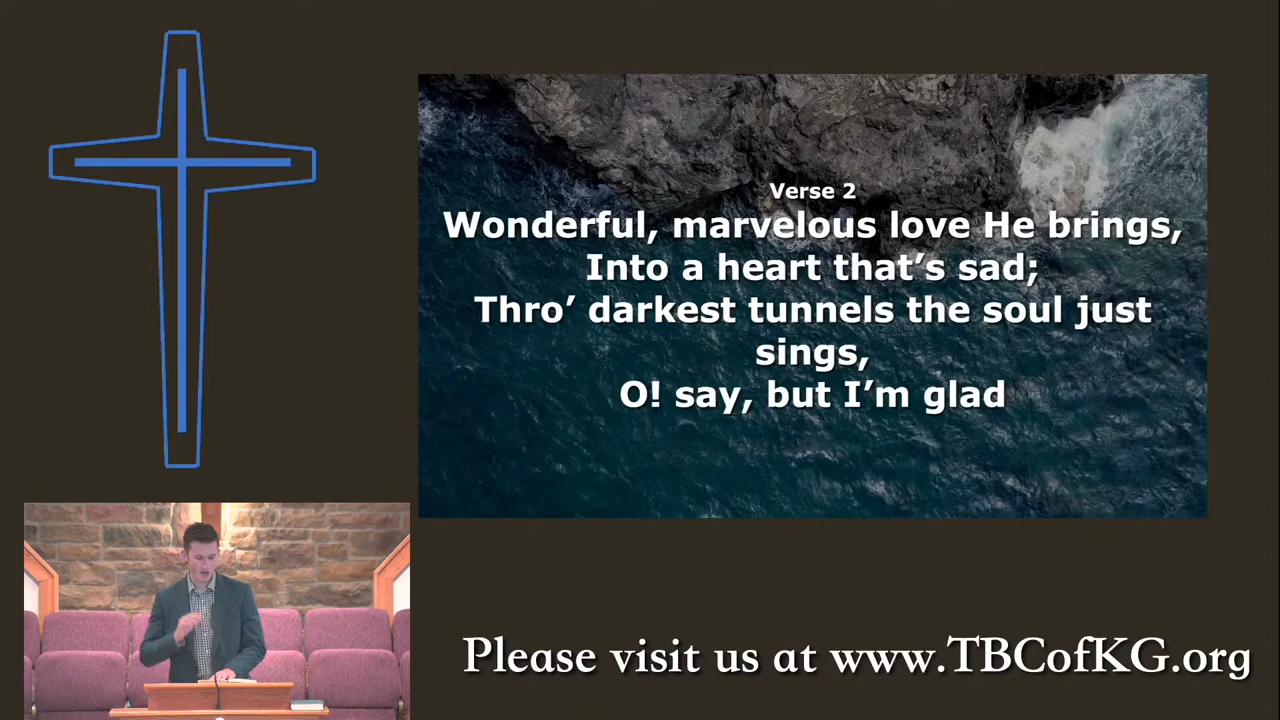 Verse 2
Wonderful, marvelous love He brings,
Into a heart that’s sad;
Thro’ darkest tunnels the soul just
sings,
O! say, but I’m glad
Please visit us at www.TBCofKG.org